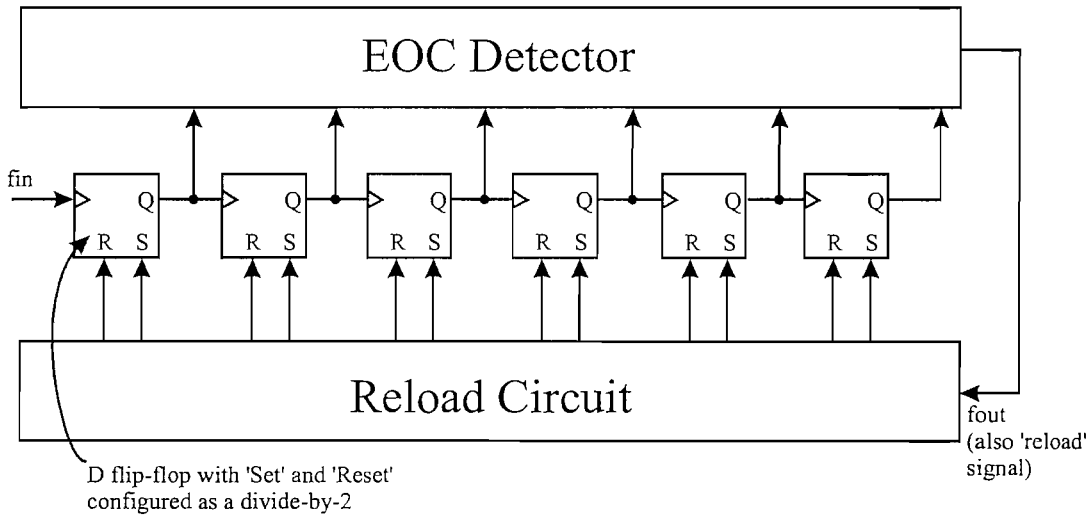 EOC Detector
fin
Q Q Q Q Q Q
R S R S R S R S R S R S
Reload Circuit
fout
(also 'reload'
signal)
D flip-flop with 'Set' and 'Reset'
configured as a divide-by-2